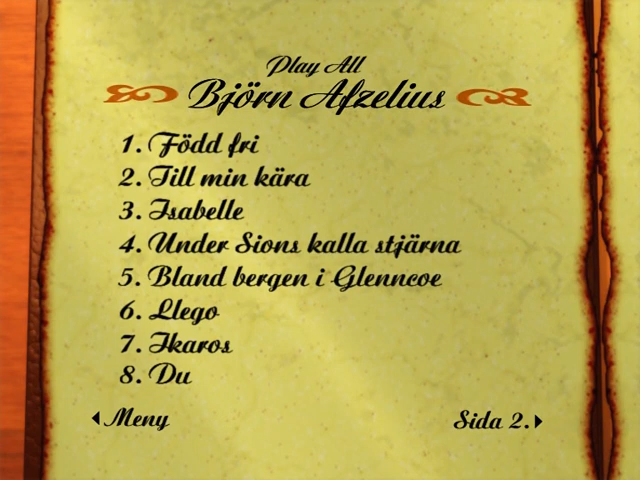 Play All
Björn Afzelius
1. Född fri
2. Till min kära
3. Isabelle
4. Under Sions kalla stjärna
5. Bland bergen i Glenncoe
6. Llego
7. Ikaros
8. Du
Meny
Sida 2.